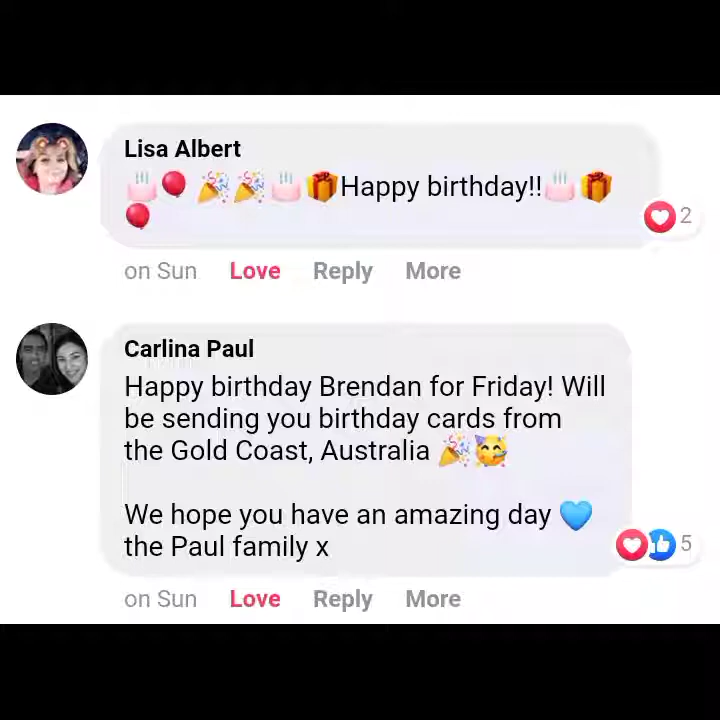 Lisa Albert
🎂🎈 🎉🎉🎂🎁Happy birthday!!🎂🎁
🎈
2
on Sun Love Reply More
Carlina Paul
Happy birthday Brendan for Friday! Will
be sending you birthday cards from
the Gold Coast, Australia 🎉🥳
We hope you have an amazing day 💙
the Paul family x
5
on Sun Love Reply More